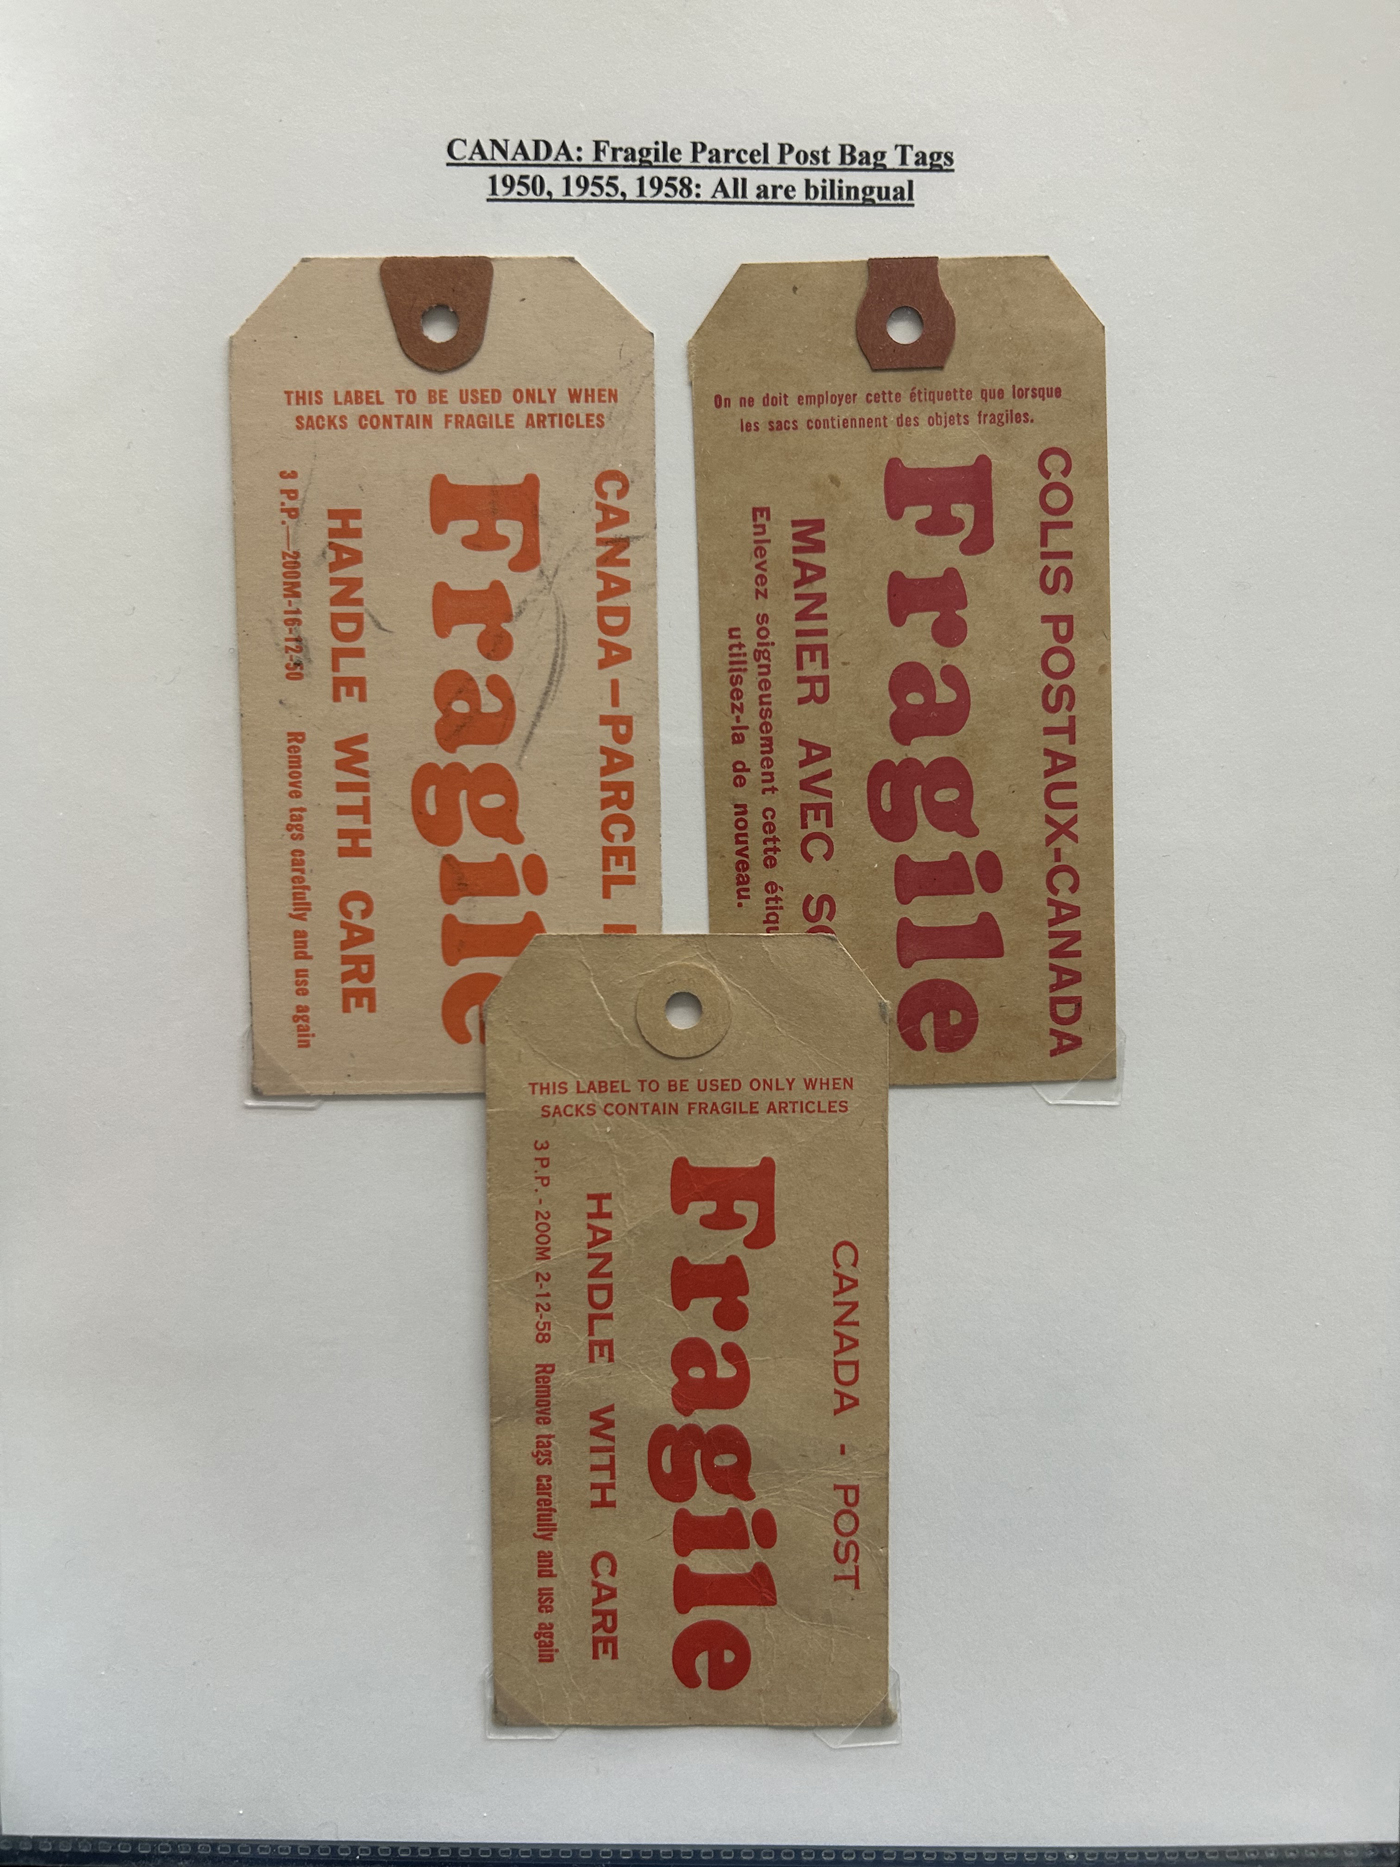 CANADA: Fragile Parcel Post Bag Tags
1950, 1955, 1958: All are bilingual
THIS LABEL TO BE USED ONLY WHEN
SACKS CONTAIN FRAGILE ARTICLES
CANADA—PARCEL
Fragile
HANDLE WITH CARE
3 P.P.—200M-16-12-50 Remove tags carefully and use again
On ne doit employer cette étiquette que lorsque
les sacs contiennent des objets fragiles.
COLIS POSTAUX-CANADA
Fragile
MANIER AVEC
Enlevez soigneusement cette
utilisez-la de nouveau.
THIS LABEL TO BE USED ONLY WHEN
SACKS CONTAIN FRAGILE ARTICLES
CANADA - POST
Fragile
HANDLE WITH CARE
3 P.P. - 200M 2-12-58 Remove tags carefully and use again